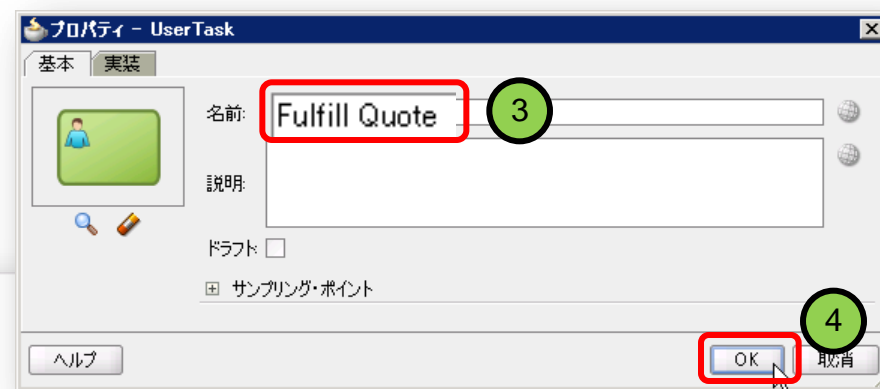 プロパティ - UserTask
基本 実装
名前: Fulfill Quote 3
説明:
ドラフト:
サンプリング・ポイント
4
ヘルプ OK 取消